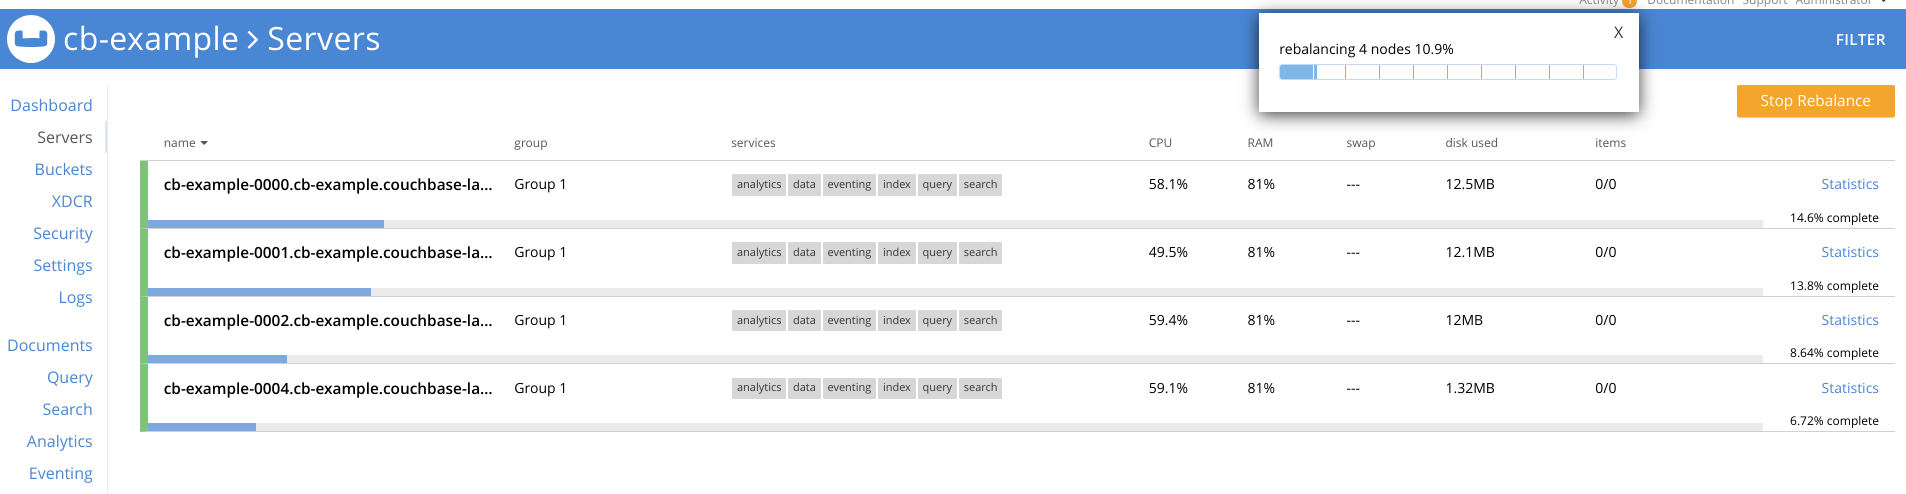 Activity 1 Documentation Support Administrator
cb-example > Servers
FILTER
X
rebalancing 4 nodes 10.9%
Stop Rebalance
Dashboard
Servers
Buckets
XDCR
Security
Settings
Logs
Documents
Query
Search
Analytics
Eventing
name group services CPU RAM swap disk used items
cb-example-0000.cb-example.couchbase-la... Group 1 analytics data eventing index query search 58.1% 81% --- 12.5MB 0/0 Statistics
14.6% complete
cb-example-0001.cb-example.couchbase-la... Group 1 analytics data eventing index query search 49.5% 81% --- 12.1MB 0/0 Statistics
13.8% complete
cb-example-0002.cb-example.couchbase-la... Group 1 analytics data eventing index query search 59.4% 81% --- 12MB 0/0 Statistics
8.64% complete
cb-example-0004.cb-example.couchbase-la... Group 1 analytics data eventing index query search 59.1% 81% --- 1.32MB 0/0 Statistics
6.72% complete